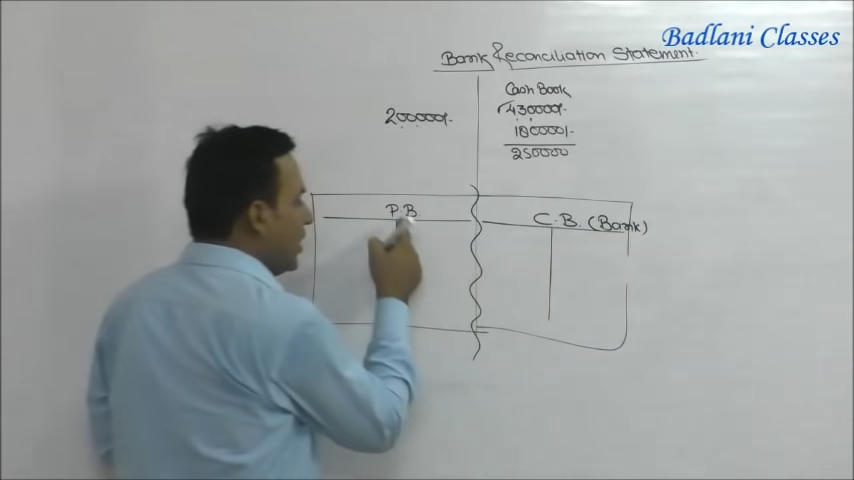 Badlani Classes
Bank Reconciliation Statement.
Cash Book
200000/-
430000/-
180000/-
250000
P.B.
C.B. (Bank)